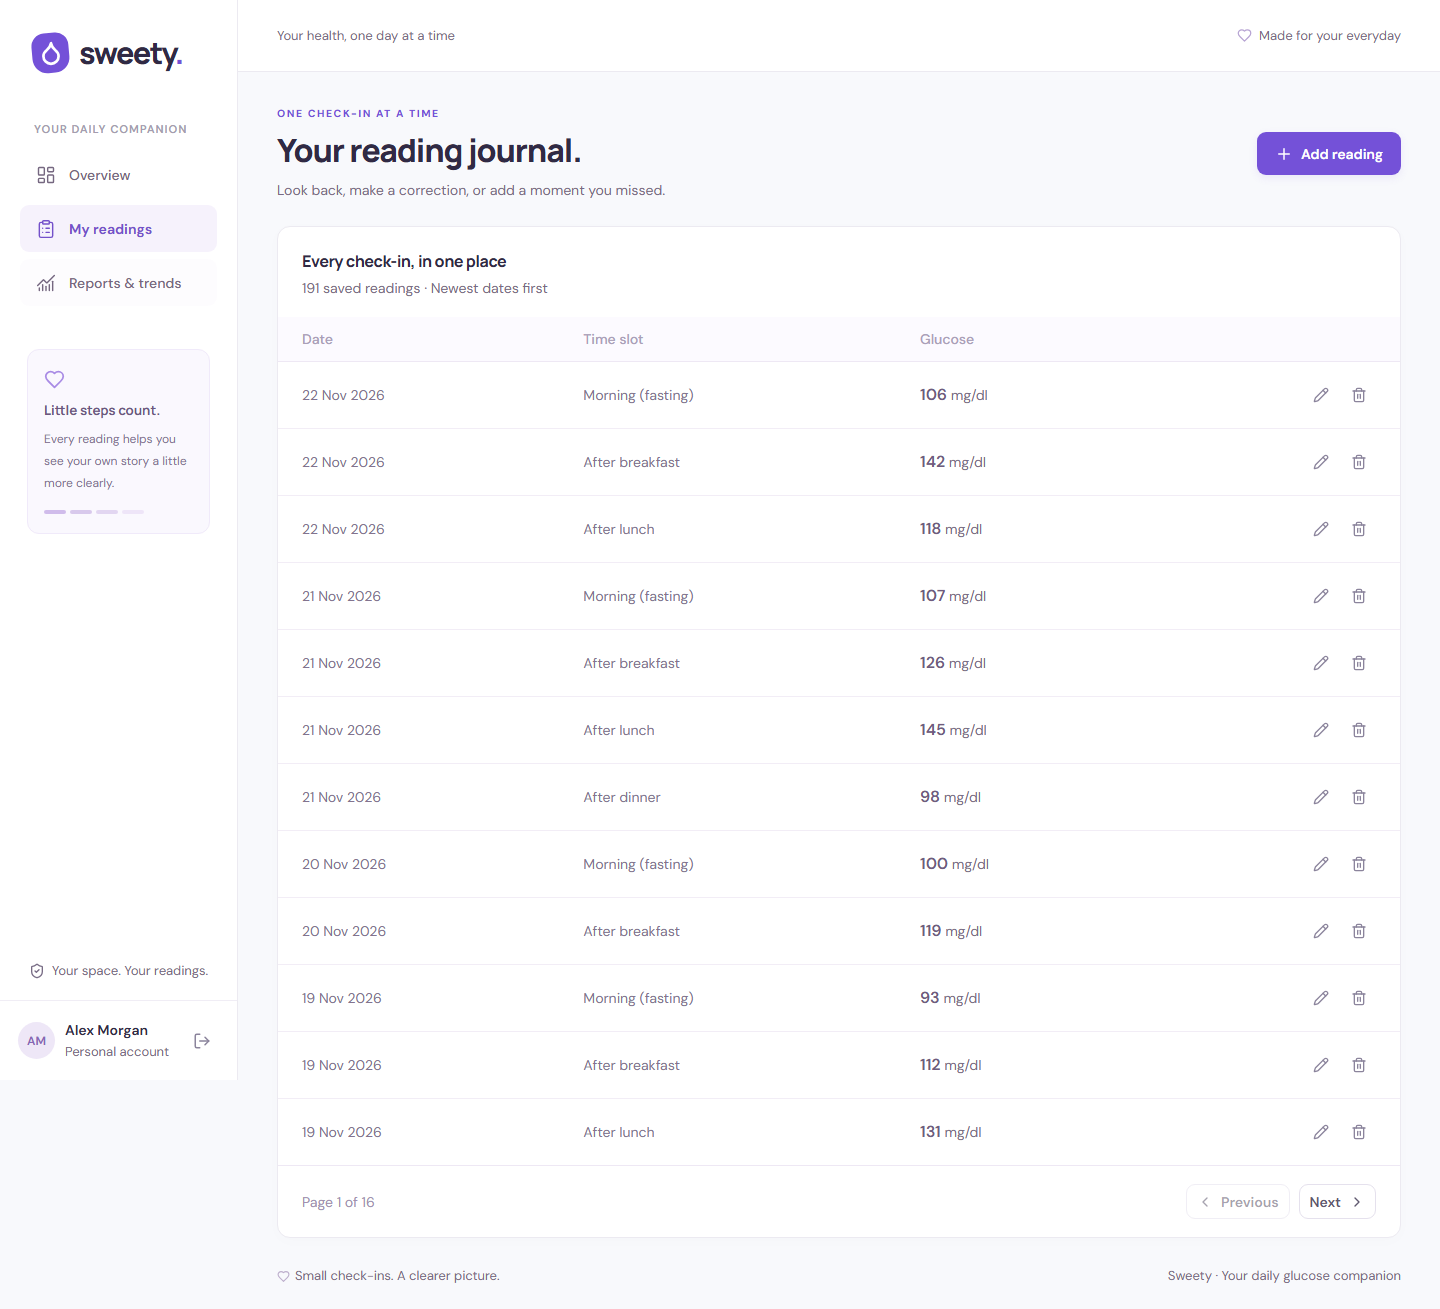 sweety.
YOUR DAILY COMPANION
Overview
My readings
Reports & trends
Little steps count.
Every reading helps you
see your own story a little
more clearly.
Your space. Your readings.
AM
Alex Morgan
Personal account
Your health, one day at a time
Made for your everyday
ONE CHECK-IN AT A TIME
Your reading journal.
Look back, make a correction, or add a moment you missed.
Add reading
Every check-in, in one place
191 saved readings · Newest dates first
Date Time slot Glucose
22 Nov 2026 Morning (fasting) 106 mg/dl
22 Nov 2026 After breakfast 142 mg/dl
22 Nov 2026 After lunch 118 mg/dl
21 Nov 2026 Morning (fasting) 107 mg/dl
21 Nov 2026 After breakfast 126 mg/dl
21 Nov 2026 After lunch 145 mg/dl
21 Nov 2026 After dinner 98 mg/dl
20 Nov 2026 Morning (fasting) 100 mg/dl
20 Nov 2026 After breakfast 119 mg/dl
19 Nov 2026 Morning (fasting) 93 mg/dl
19 Nov 2026 After breakfast 112 mg/dl
19 Nov 2026 After lunch 131 mg/dl
Page 1 of 16 Previous Next
Small check-ins. A clearer picture.
Sweety · Your daily glucose companion